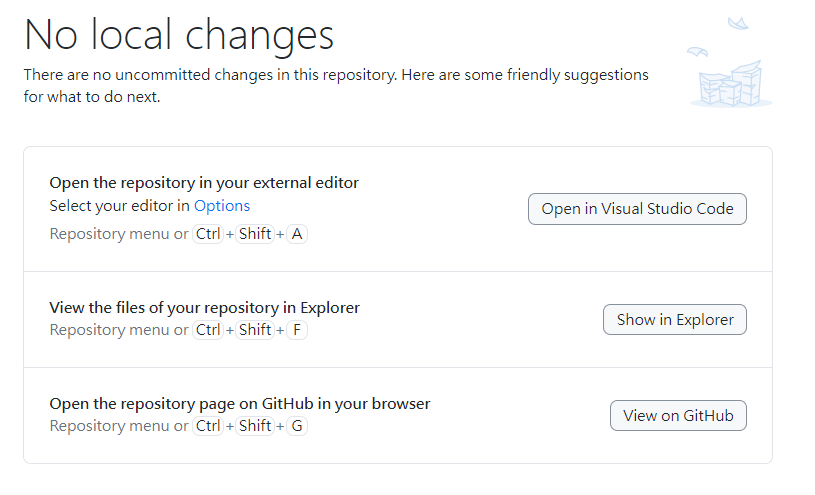 No local changes
There are no uncommitted changes in this repository. Here are some friendly suggestions
for what to do next.
Open the repository in your external editor
Select your editor in Options
Repository menu or Ctrl + Shift + A
Open in Visual Studio Code
View the files of your repository in Explorer
Repository menu or Ctrl + Shift + F
Show in Explorer
Open the repository page on GitHub in your browser
Repository menu or Ctrl + Shift + G
View on GitHub